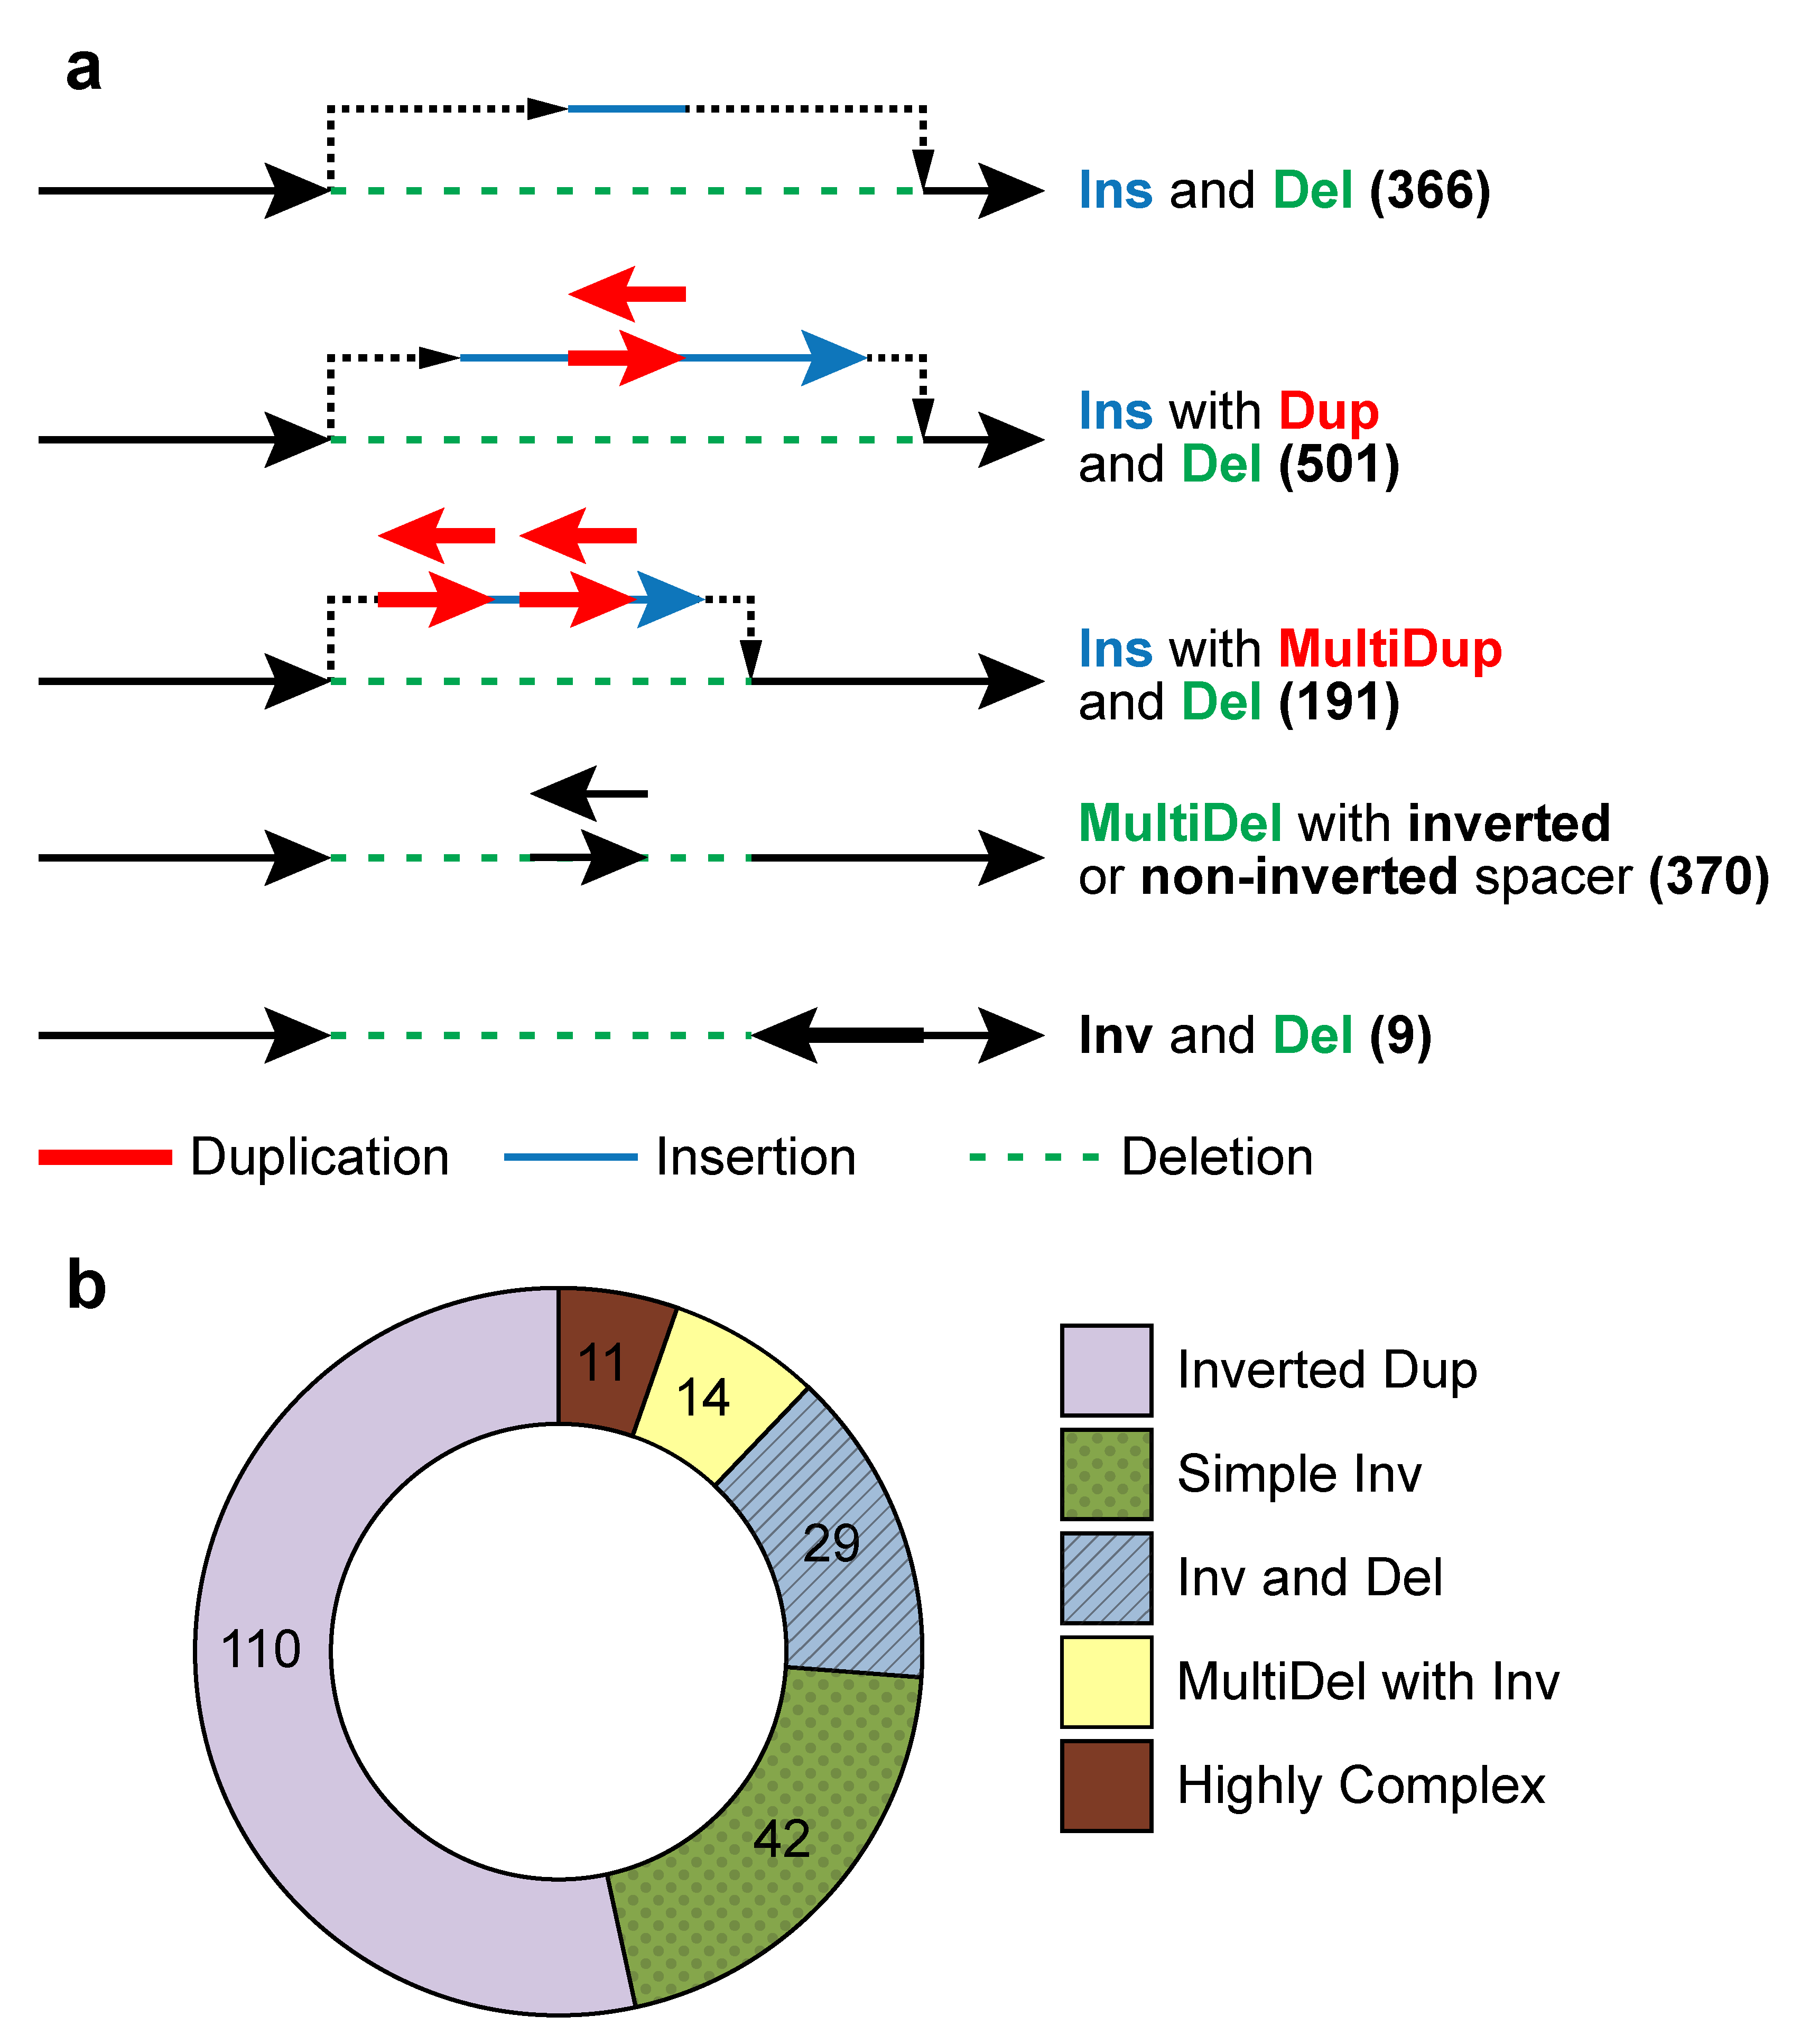 a
Ins and Del (366)
Ins with Dup
and Del (501)
Ins with MultiDup
and Del (191)
MultiDel with inverted
or non-inverted spacer (370)
Inv and Del (9)
Duplication Insertion Deletion
b
11
14
29
42
110
Inverted Dup
Simple Inv
Inv and Del
MultiDel with Inv
Highly Complex